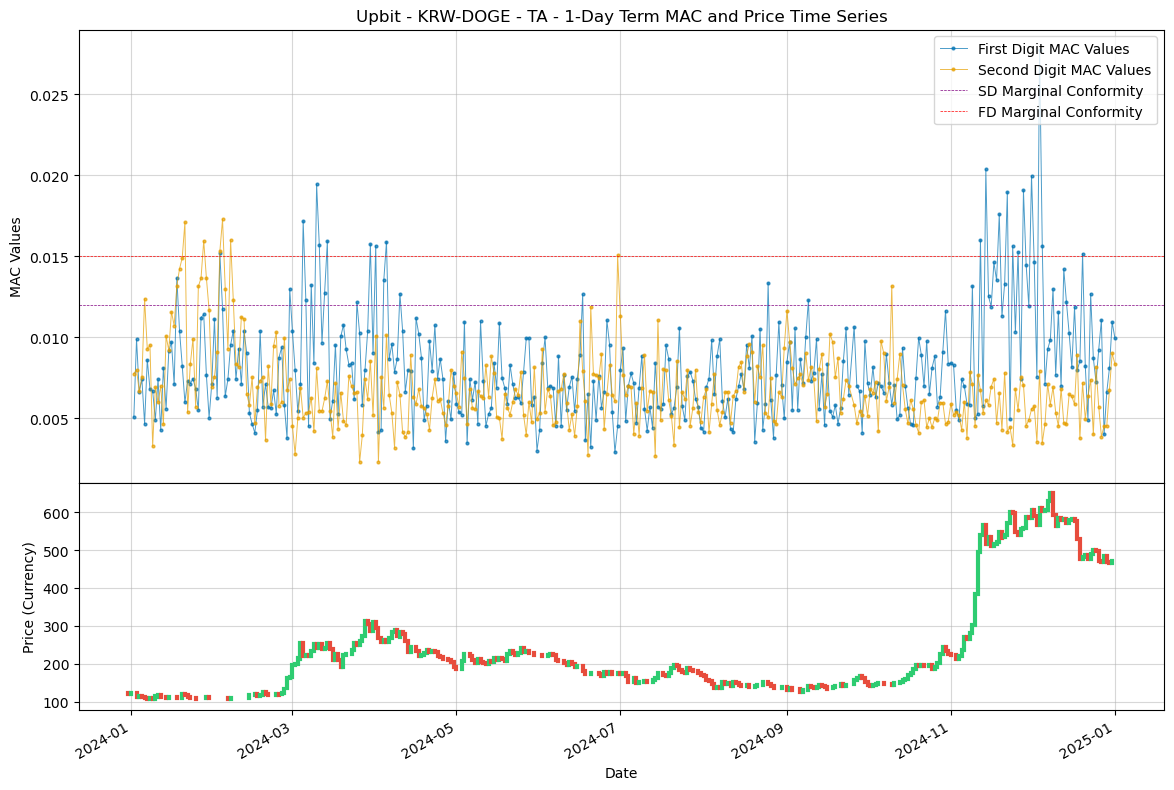 Upbit - KRW-DOGE - TA - 1-Day Term MAC and Price Time Series
First Digit MAC Values
Second Digit MAC Values
SD Marginal Conformity
FD Marginal Conformity
MAC Values
0.025
0.020
0.015
0.010
0.005
Price (Currency)
600
500
400
300
200
100
2024-01
2024-03
2024-05
2024-07
2024-09
2024-11
2025-01
Date